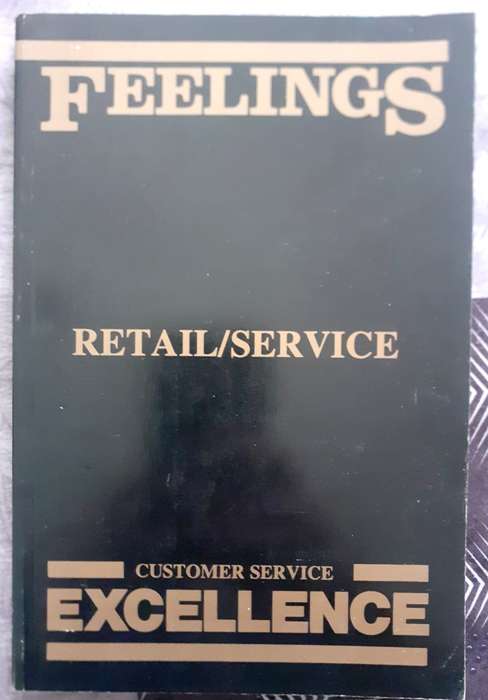 FEELINGS
RETAIL/SERVICE
CUSTOMER SERVICE
EXCELLENCE